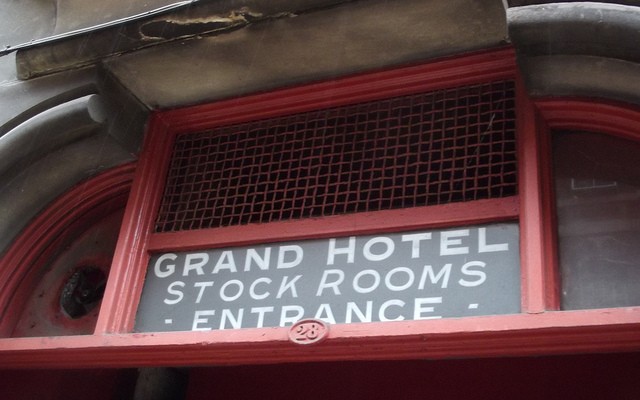 GRAND HOTEL
STOCK ROOMS
- ENTRANCE -
28